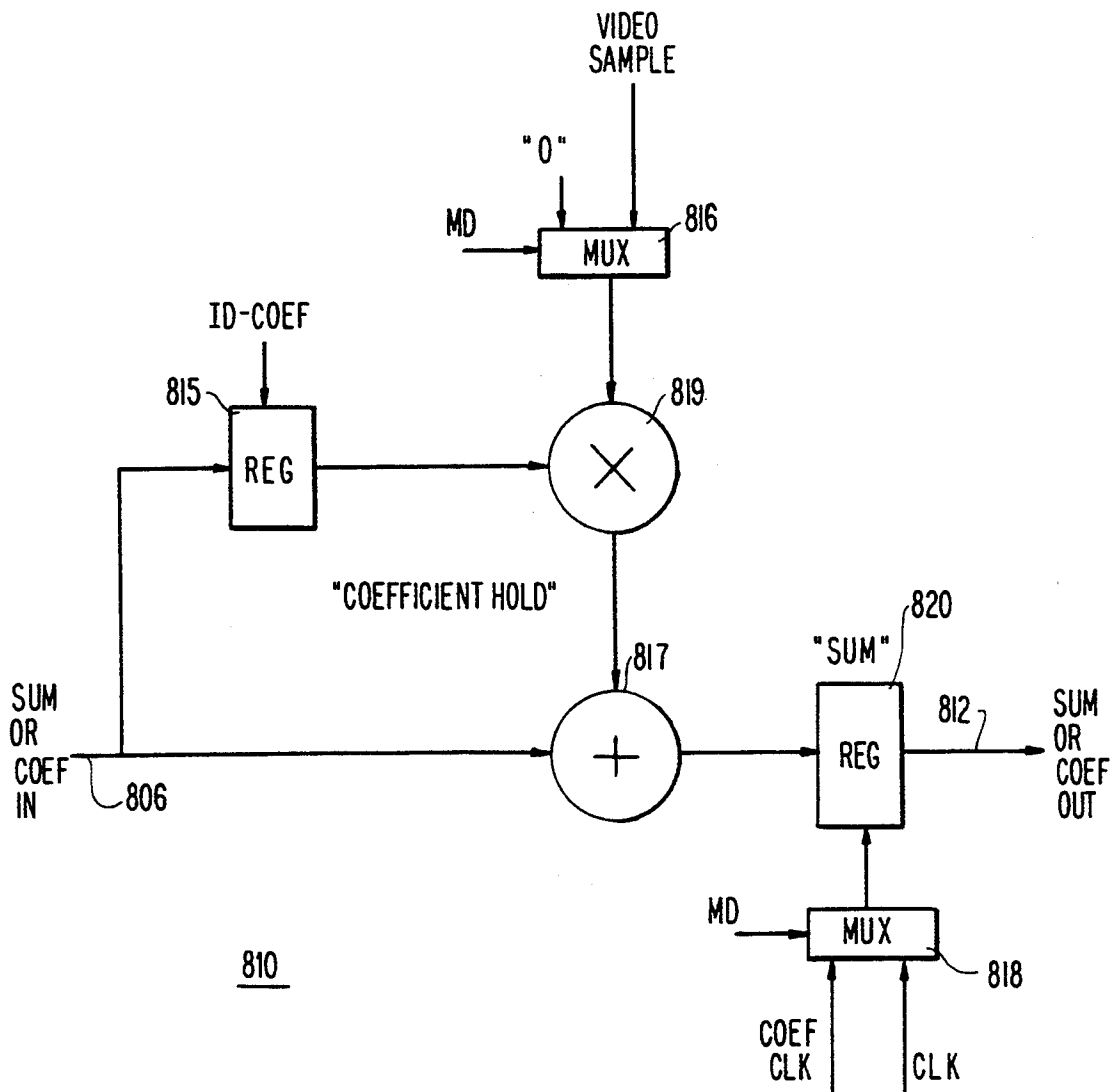 VIDEO
SAMPLE
"0"
MD
816
MUX
ID-COEF
815
819
REG
"COEFFICIENT HOLD"
820
817
"SUM"
SUM
OR
COEF
IN
806
812
REG
SUM
OR
COEF
OUT
MD
MUX
818
810
COEF
CLK
CLK